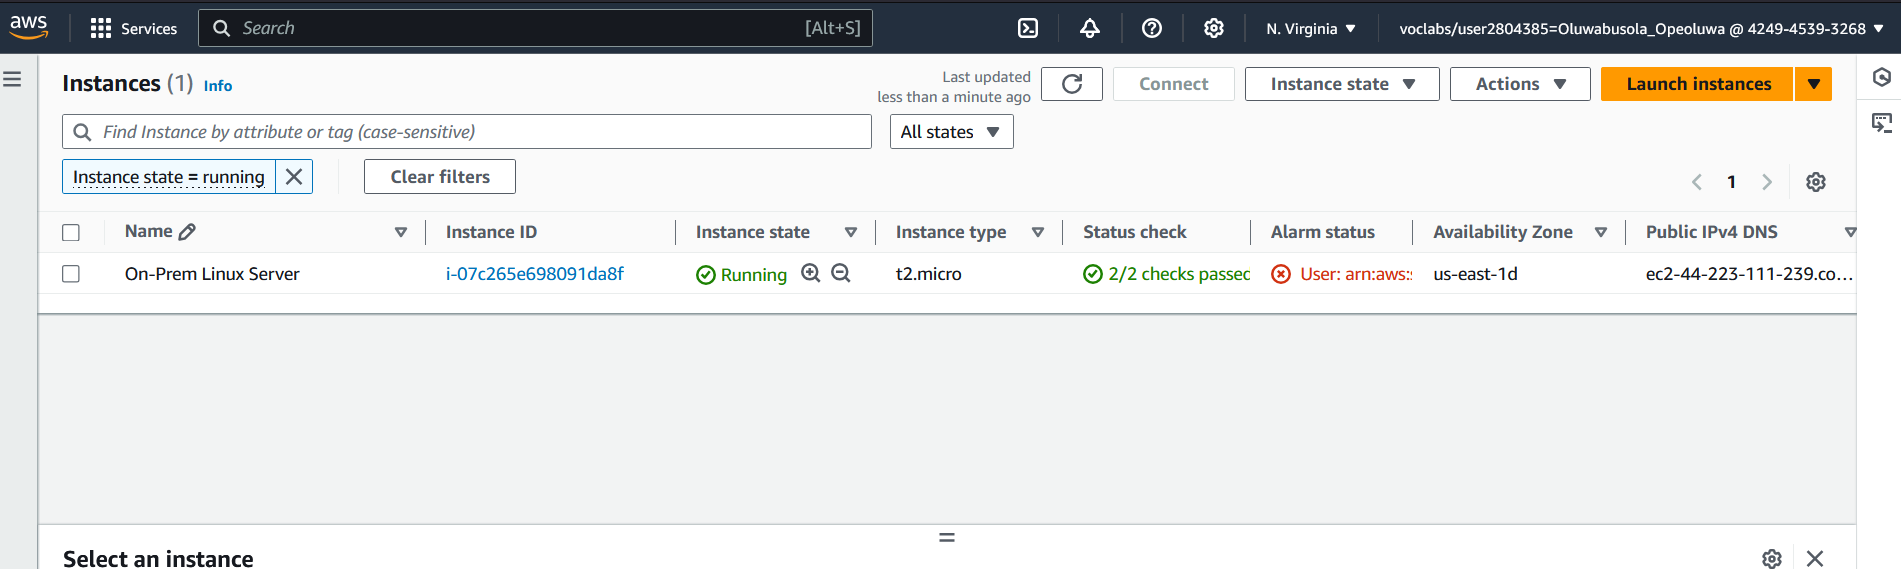 aws Services Search [Alt+S] N. Virginia voclabs/user2804385=Oluwabusola_Opeoluwa @ 4249-4539-3268
Instances (1) Info
Last updated
less than a minute ago
Connect Instance state Actions Launch instances
Find Instance by attribute or tag (case-sensitive) All states
Instance state = running Clear filters
1
Name Instance ID Instance state Instance type Status check Alarm status Availability Zone Public IPv4 DNS
On-Prem Linux Server i-07c265e698091da8f Running t2.micro 2/2 checks passed User: arn:aws: us-east-1d ec2-44-223-111-239.co...
Select an instance